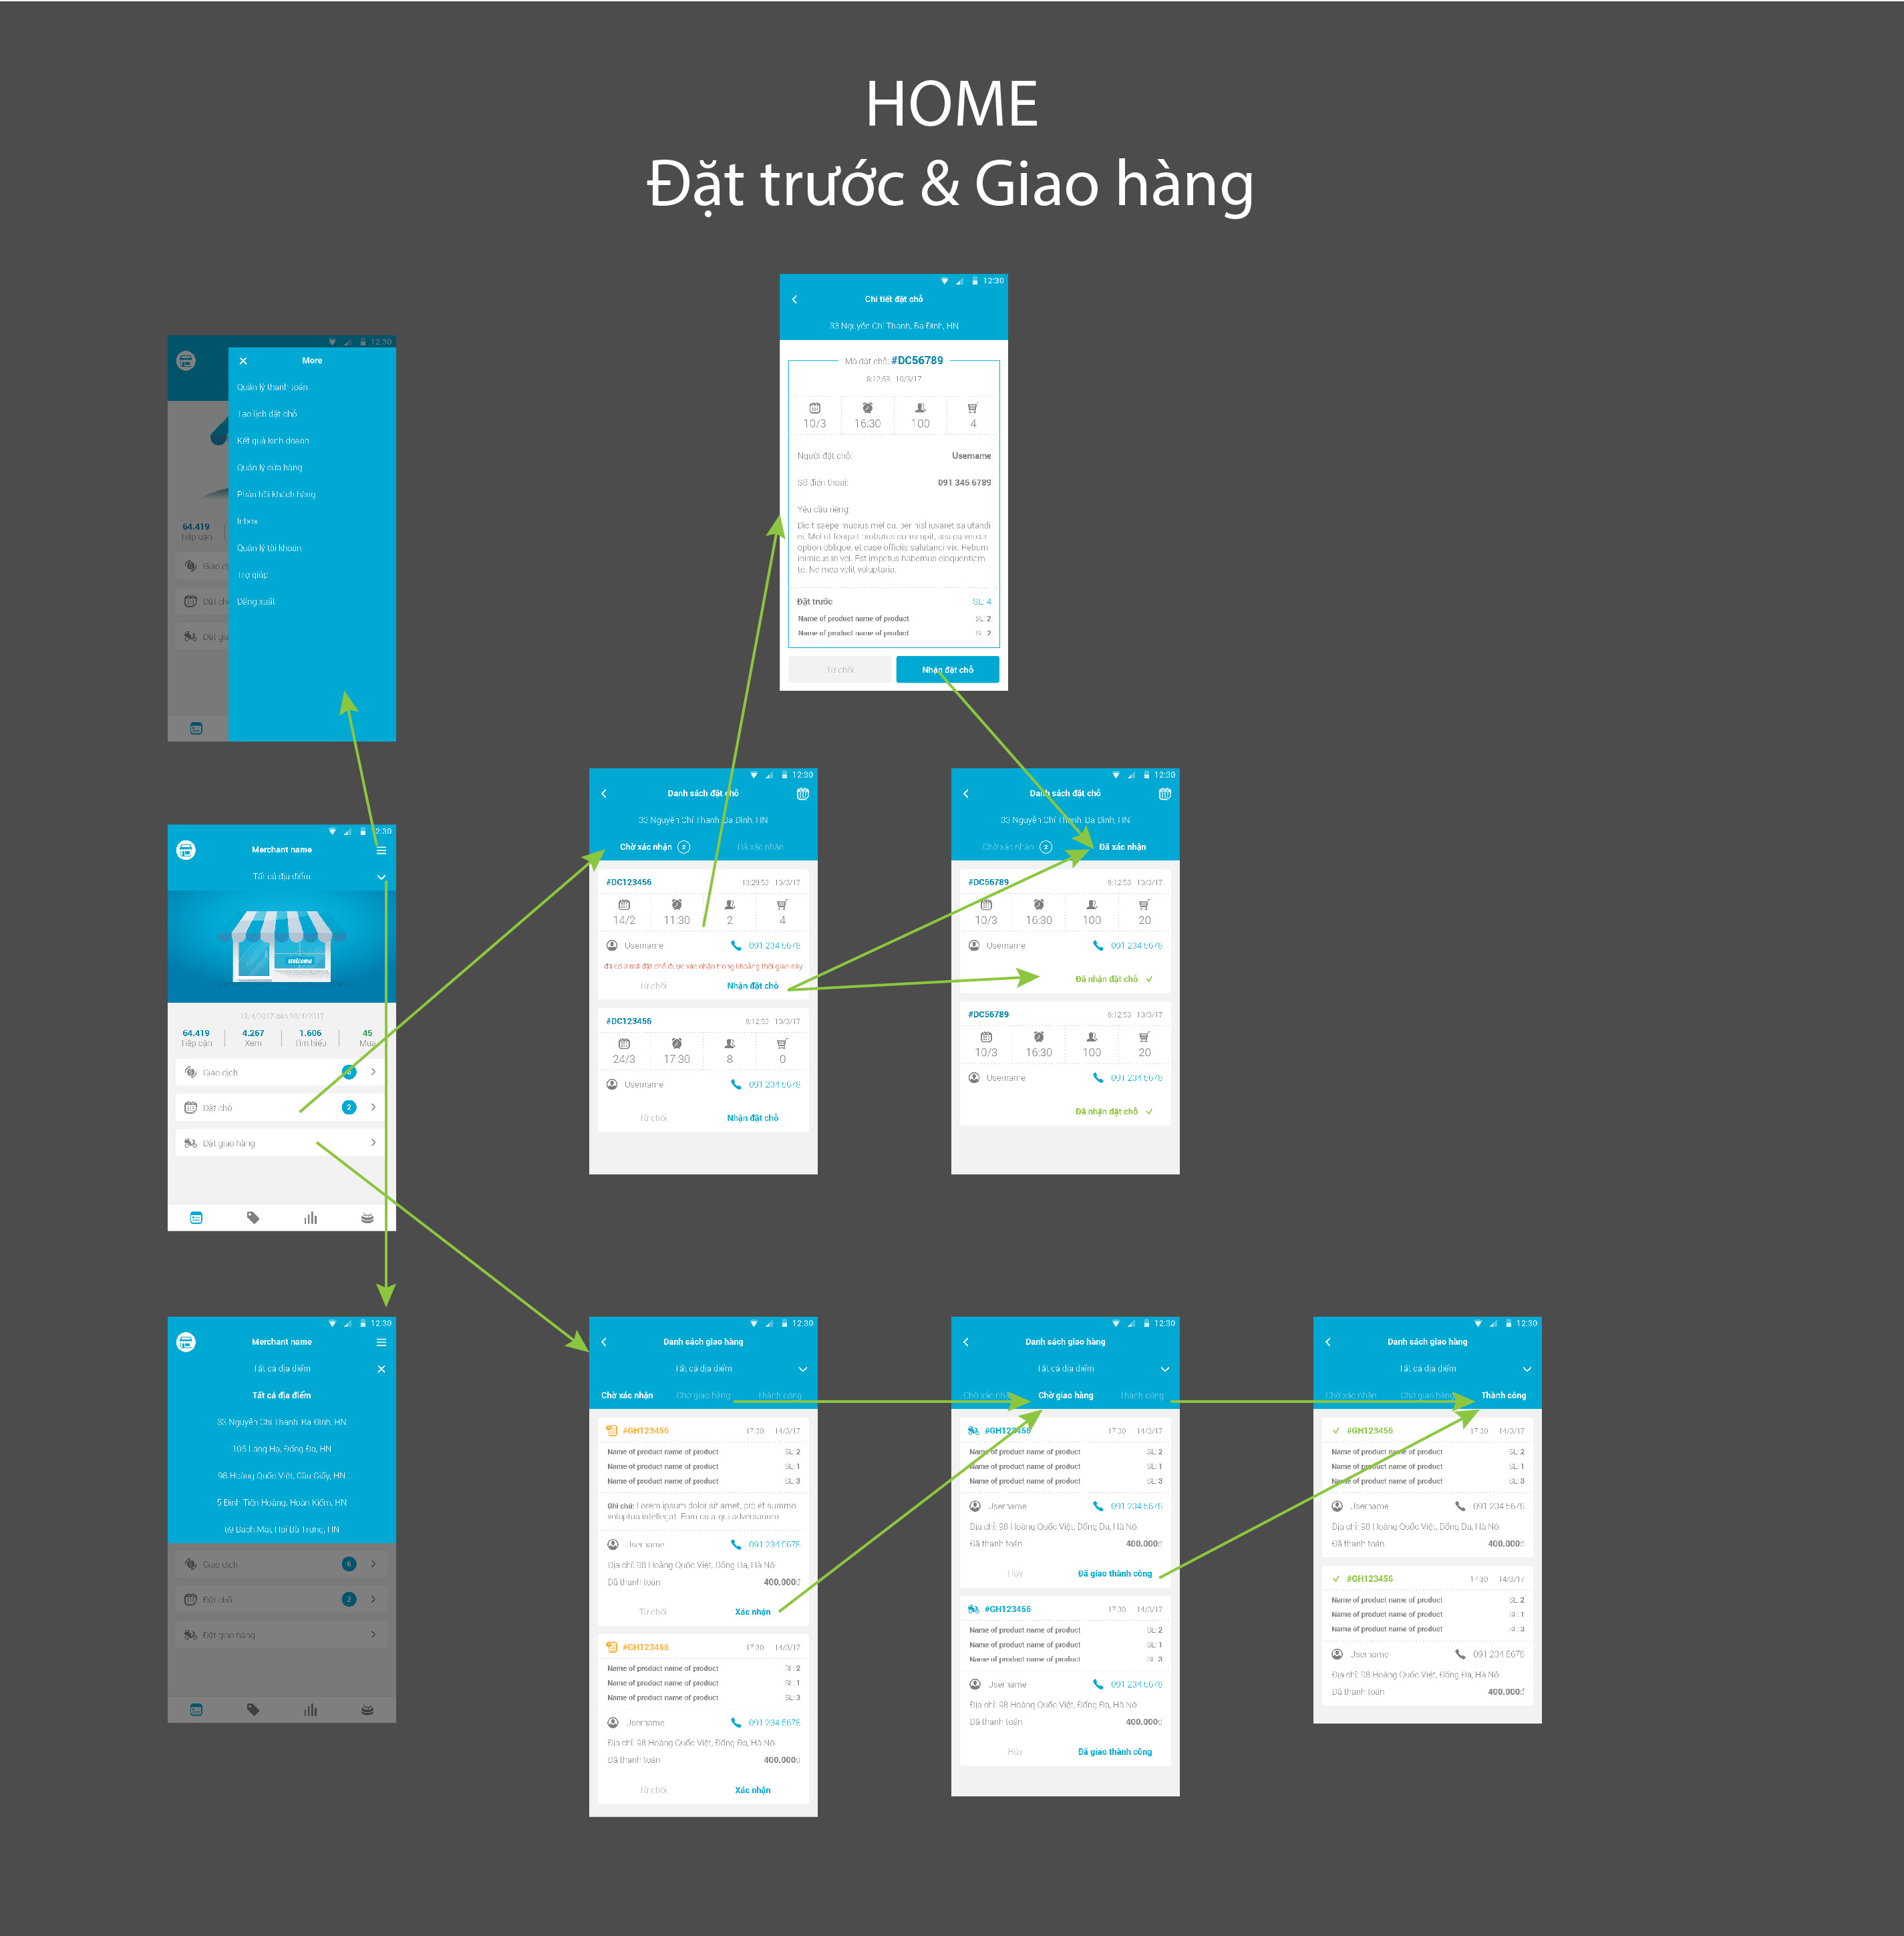 HOME
Đặt trước & Giao hàng
12:30
Chi tiết đặt chỗ
33 Nguyễn Chí Thanh, Ba Đình, HN
Mã đặt chỗ: #DC56789
8:12:53 10/3/17
10/3 16:30 100 4
Người đặt chỗ: Username
Số điện thoại: 091 345 6789
Yêu cầu riêng:
option oblique, et case officiis salutandi vix. Rebum
inimicus in vel. Est impetus habemus eloquentiam
te. Ne mea velit voluptaria.
Đặt trước SL: 4
Name of product name of product SL: 2
Name of product name of product SL: 2
Từ chối Nhận đặt chỗ
12:30
More
Quản lý thanh toán
Tạo lịch đặt chỗ
Kết quả kinh doanh
Quản lý cửa hàng
Phản hồi khách hàng
Inbox
Quản lý tài khoản
Trợ giúp
Đăng xuất
64.419
Tiếp cận
Giao dị
Đặt chỗ
Đặt gia
12:30
Merchant name
Tất cả địa điểm
welcome
13/4/2017 đến 20/4/2017
64.419 4.267 1.606 45
Tiếp cận Xem Tìm hiểu Mua
Giao dịch
Đặt chỗ 2
Đặt giao hàng
12:30
Danh sách đặt chỗ
33 Nguyễn Chí Thanh, Ba Đình, HN
Chờ xác nhận Đã xác nhận
#DC123456 10/3/17
14/2 11:30 2 4
Username 091 234 5678
đã có 3 mã đặt chỗ được xác nhận trong khoảng thời gian này
Từ chối Nhận đặt chỗ
#DC123456 8:12:53 10/3/17
24/3 17:30 8 0
Username 091 234 5678
Từ chối Nhận đặt chỗ
12:30
Danh sách đặt chỗ
33 Nguyễn Chí Thanh, Ba Đình, HN
Chờ xác nhận 2 Đã xác nhận
#DC56789 8:12:53 10/3/17
10/3 16:30 100 20
Username 091 234 5678
Đã nhận đặt chỗ
#DC56789 8:12:53 10/3/17
10/3 16:30 100 20
Username 091 234 5678
Đã nhận đặt chỗ
12:30
Merchant name
Tất cả địa điểm
Tất cả địa điểm
33 Nguyễn Chí Thanh, Ba Đình, HN
105 Láng Hạ, Đống Đa, HN
98 Hoàng Quốc Việt, Cầu Giấy, HN
5 Đinh Tiên Hoàng, Hoàn Kiếm, HN
69 Bạch Mai, Hai Bà Trưng, HN
Giao dịch 6
Đặt chỗ 2
Đặt giao hàng
12:30
Danh sách giao hàng
Tất cả địa điểm
Chờ xác nhận Chờ giao hàng Thành công
#GH123456 17:30 14/3/17
Name of product name of product SL: 2
Name of product name of product SL: 1
Name of product name of product SL: 3
Ghi chú: Lorem ipsum dolor sit amet, pro et summo
voluptua intellegat. Eam cu a qui adversarium
Username 091 234 5678
Địa chỉ: 98 Hoàng Quốc Việt, Đống Đa, Hà Nội
Đã thanh toán 400.000đ
Từ chối Xác nhận
#GH123456 17:30 14/3/17
Name of product name of product SL: 2
Name of product name of product SL: 1
Name of product name of product SL: 3
Username 091 234 5678
Địa chỉ: 98 Hoàng Quốc Việt, Đống Đa, Hà Nội
Đã thanh toán 400.000đ
Từ chối Xác nhận
12:30
Danh sách giao hàng
Tất cả địa điểm
Chờ xác nhận Chờ giao hàng Thành công
#GH123456 17:30 14/3/17
Name of product name of product SL: 2
Name of product name of product SL: 1
Name of product name of product SL: 3
Username 091 234 5678
Địa chỉ: 98 Hoàng Quốc Việt, Đống Đa, Hà Nội
Đã thanh toán 400.000đ
Hủy Đã giao thành công
#GH123456 17:30 14/3/17
Name of product name of product SL: 2
Name of product name of product SL: 1
Name of product name of product SL: 3
Username 091 234 5678
Địa chỉ: 98 Hoàng Quốc Việt, Đống Đa, Hà Nội
Đã thanh toán 400.000đ
Hủy Đã giao thành công
12:30
Danh sách giao hàng
Tất cả địa điểm
Chờ xác nhận Chờ giao hàng Thành công
#GH123456 17:30 14/3/17
Name of product name of product SL: 2
Name of product name of product SL: 1
Name of product name of product SL: 3
Username 091 234 5678
Địa chỉ: 98 Hoàng Quốc Việt, Đống Đa, Hà Nội
Đã thanh toán 400.000đ
#GH123456 17:30 14/3/17
Name of product name of product SL: 2
Name of product name of product SL: 1
Name of product name of product SL: 3
Username 091 234 5678
Địa chỉ: 98 Hoàng Quốc Việt, Đống Đa, Hà Nội
Đã thanh toán 400.000đ